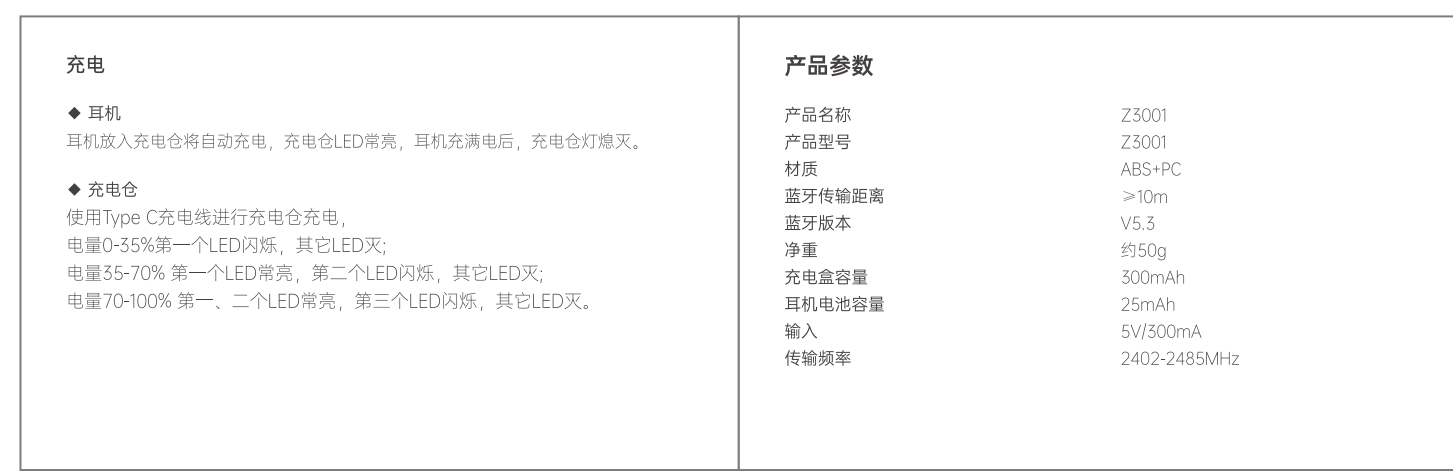 充电
◆ 耳机
耳机放入充电仓将自动充电，充电仓LED常亮，耳机充满电后，充电仓灯熄灭。
◆ 充电仓
使用Type C充电线进行充电仓充电，
电量0-35%第一个LED闪烁，其它LED灭;
电量35-70% 第一个LED常亮，第二个LED闪烁，其它LED灭;
电量70-100% 第一、二个LED常亮，第三个LED闪烁，其它LED灭。
产品参数
产品名称 Z3001
产品型号 Z3001
材质 ABS+PC
蓝牙传输距离 ≥10m
蓝牙版本 V5.3
净重 约50g
充电盒容量 300mAh
耳机电池容量 25mAh
输入 5V/300mA
传输频率 2402-2485MHz